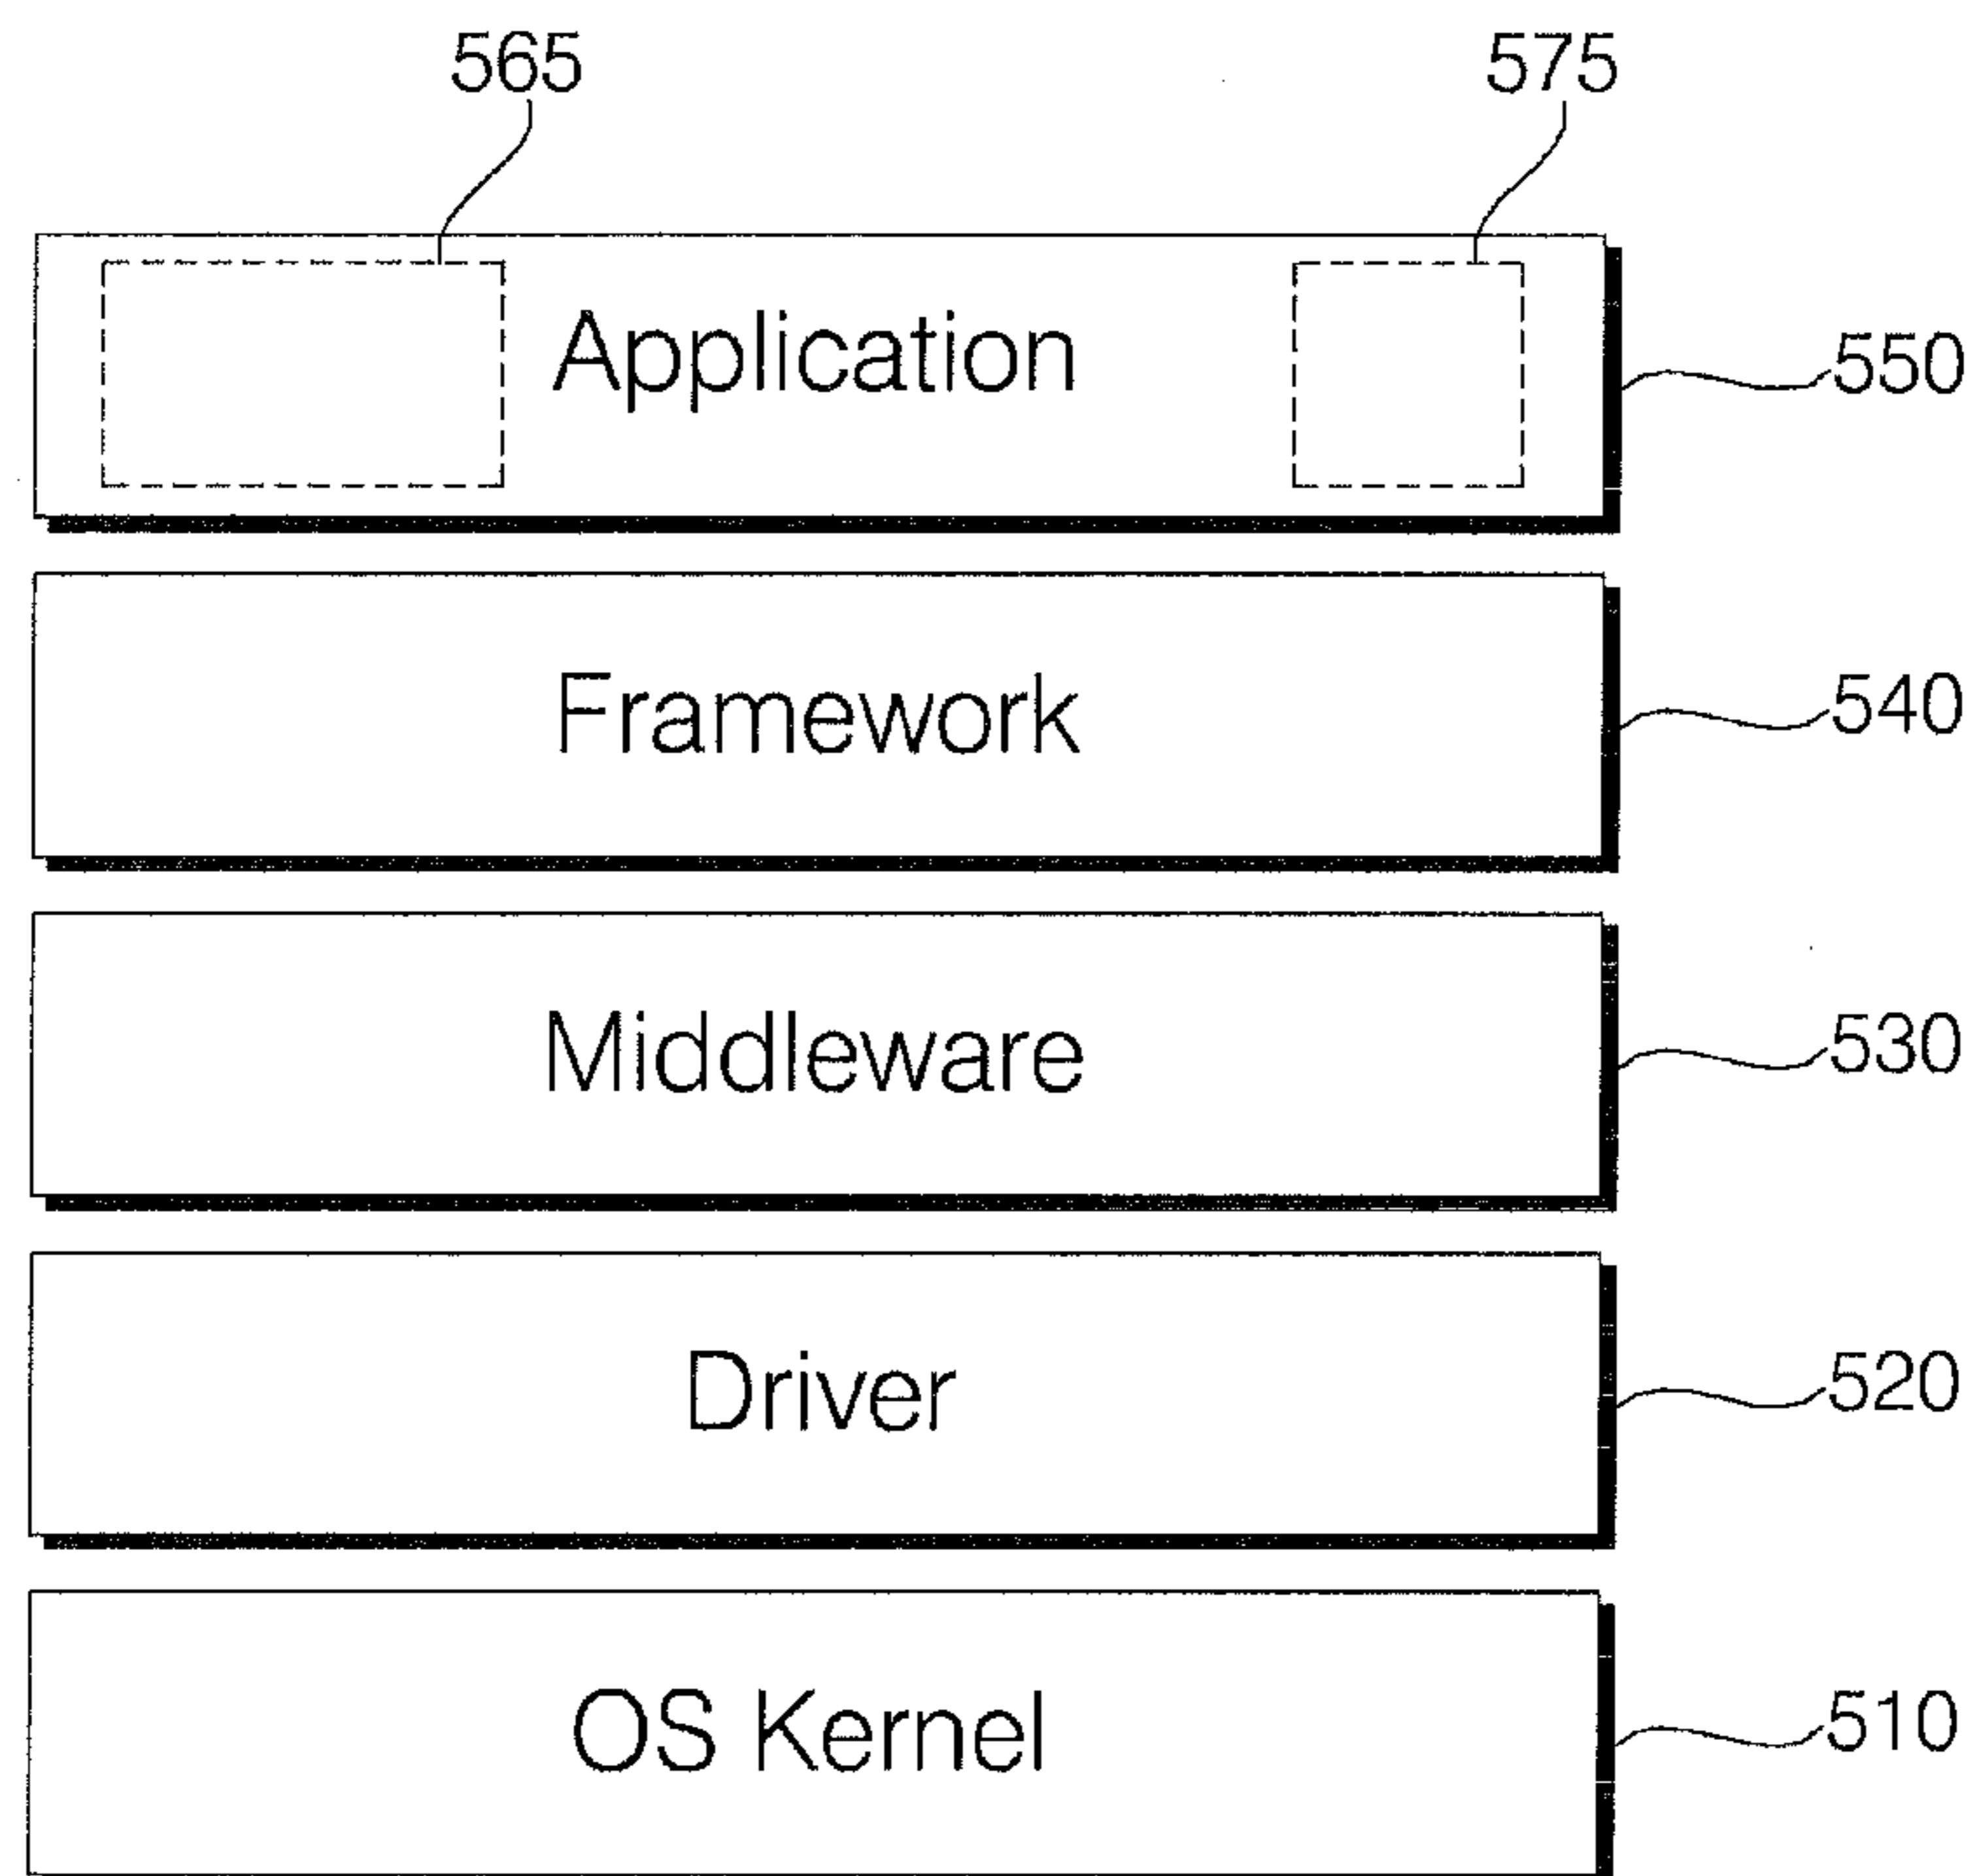 565 575
Application 550
Framework 540
Middleware 530
Driver 520
OS Kernel 510